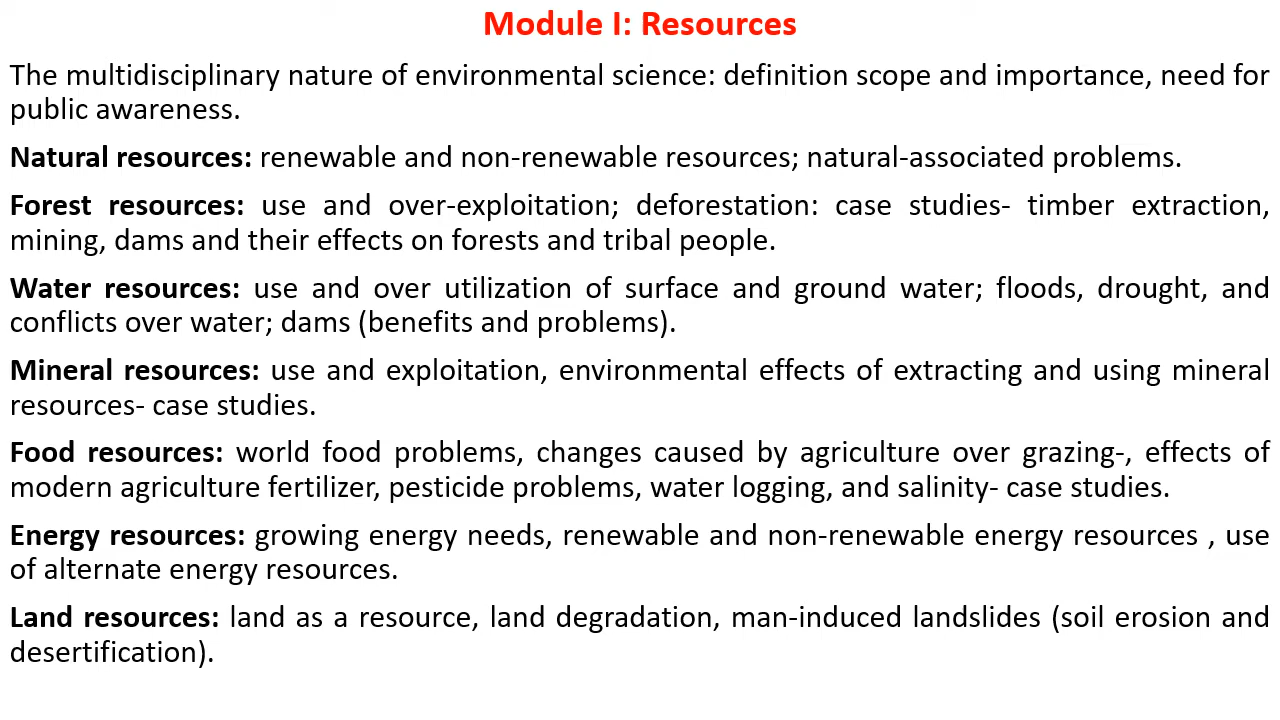 Module I: Resources
The multidisciplinary nature of environmental science: definition scope and importance, need for
public awareness.
Natural resources: renewable and non-renewable resources; natural-associated problems.
Forest resources: use and over-exploitation; deforestation: case studies- timber extraction,
mining, dams and their effects on forests and tribal people.
Water resources: use and over utilization of surface and ground water; floods, drought, and
conflicts over water; dams (benefits and problems).
Mineral resources: use and exploitation, environmental effects of extracting and using mineral
resources- case studies.
Food resources: world food problems, changes caused by agriculture over grazing-, effects of
modern agriculture fertilizer, pesticide problems, water logging, and salinity- case studies.
Energy resources: growing energy needs, renewable and non-renewable energy resources , use
of alternate energy resources.
Land resources: land as a resource, land degradation, man-induced landslides (soil erosion and
desertification).